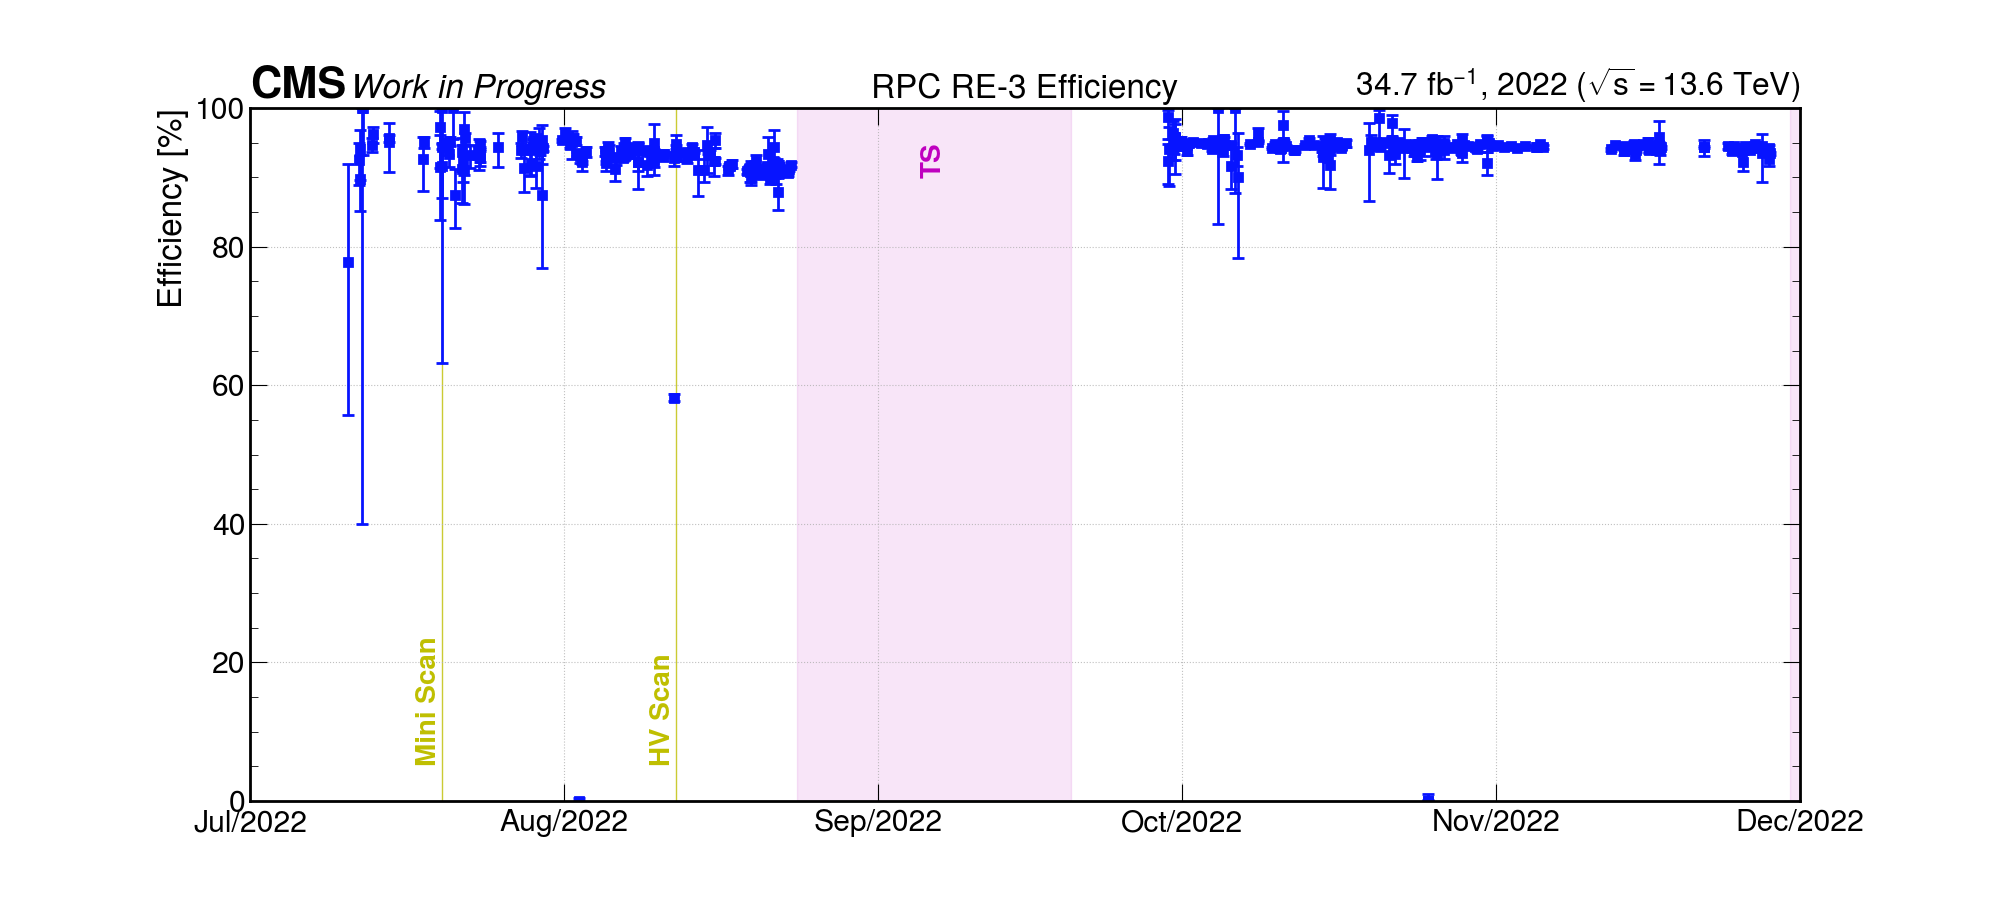 CMS Work in Progress RPC RE-3 Efficiency 34.7 fb⁻¹, 2022 (√s = 13.6 TeV)
Efficiency [%]
100
80
60
40
20
0
TS
Mini Scan
HV Scan
Jul/2022 Aug/2022 Sep/2022 Oct/2022 Nov/2022 Dec/2022